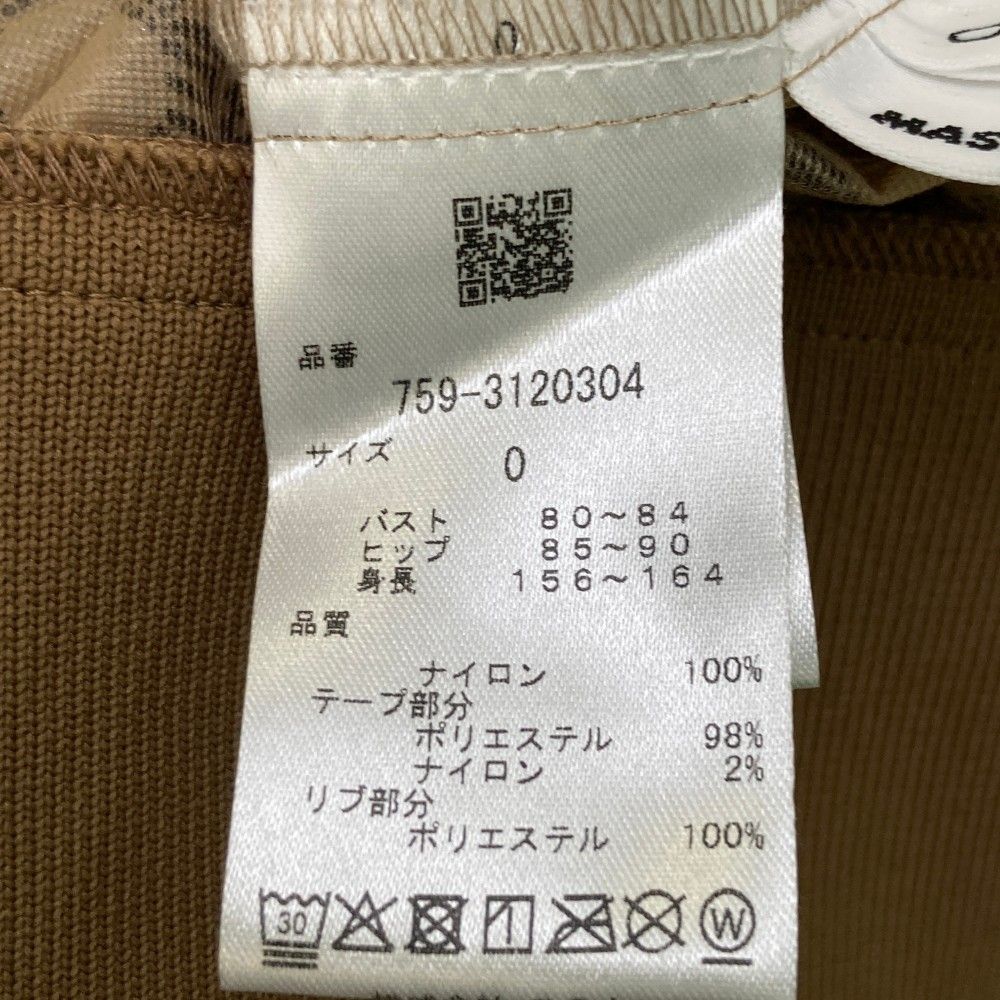 MAS
品番
759-3120304
サイズ 0
バスト 80～84
ヒップ 85～90
身長 156～164
品質
ナイロン 100%
テープ部分
ポリエステル 98%
ナイロン 2%
リブ部分
ポリエステル 100%
30 W